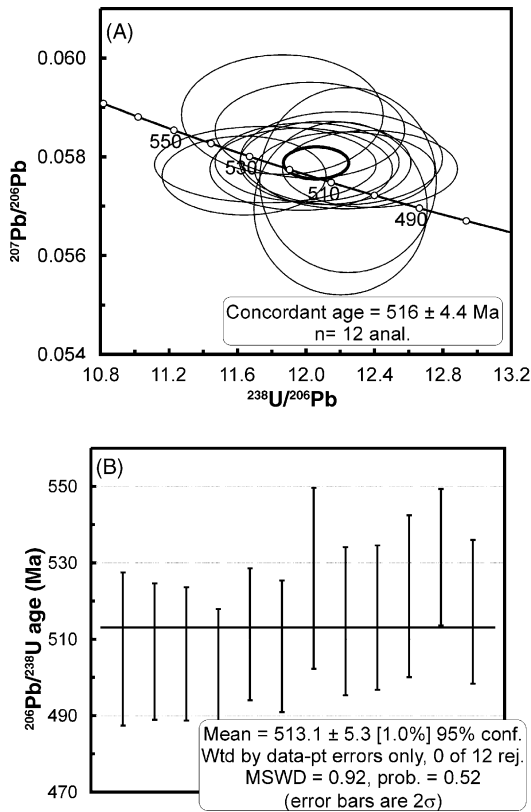 (A)
0.060
0.058
0.056
0.054
²⁰⁷Pb/²⁰⁶Pb
550
530
510
490
Concordant age = 516 ± 4.4 Ma
n= 12 anal.
10.8 11.2 11.6 12.0 12.4 12.8 13.2
²³⁸U/²⁰⁶Pb
(B)
550
530
510
490
470
²⁰⁶Pb/²³⁸U age (Ma)
Mean = 513.1 ± 5.3 [1.0%] 95% conf.
Wtd by data-pt errors only, 0 of 12 rej.
MSWD = 0.92, prob. = 0.52
(error bars are 2σ)